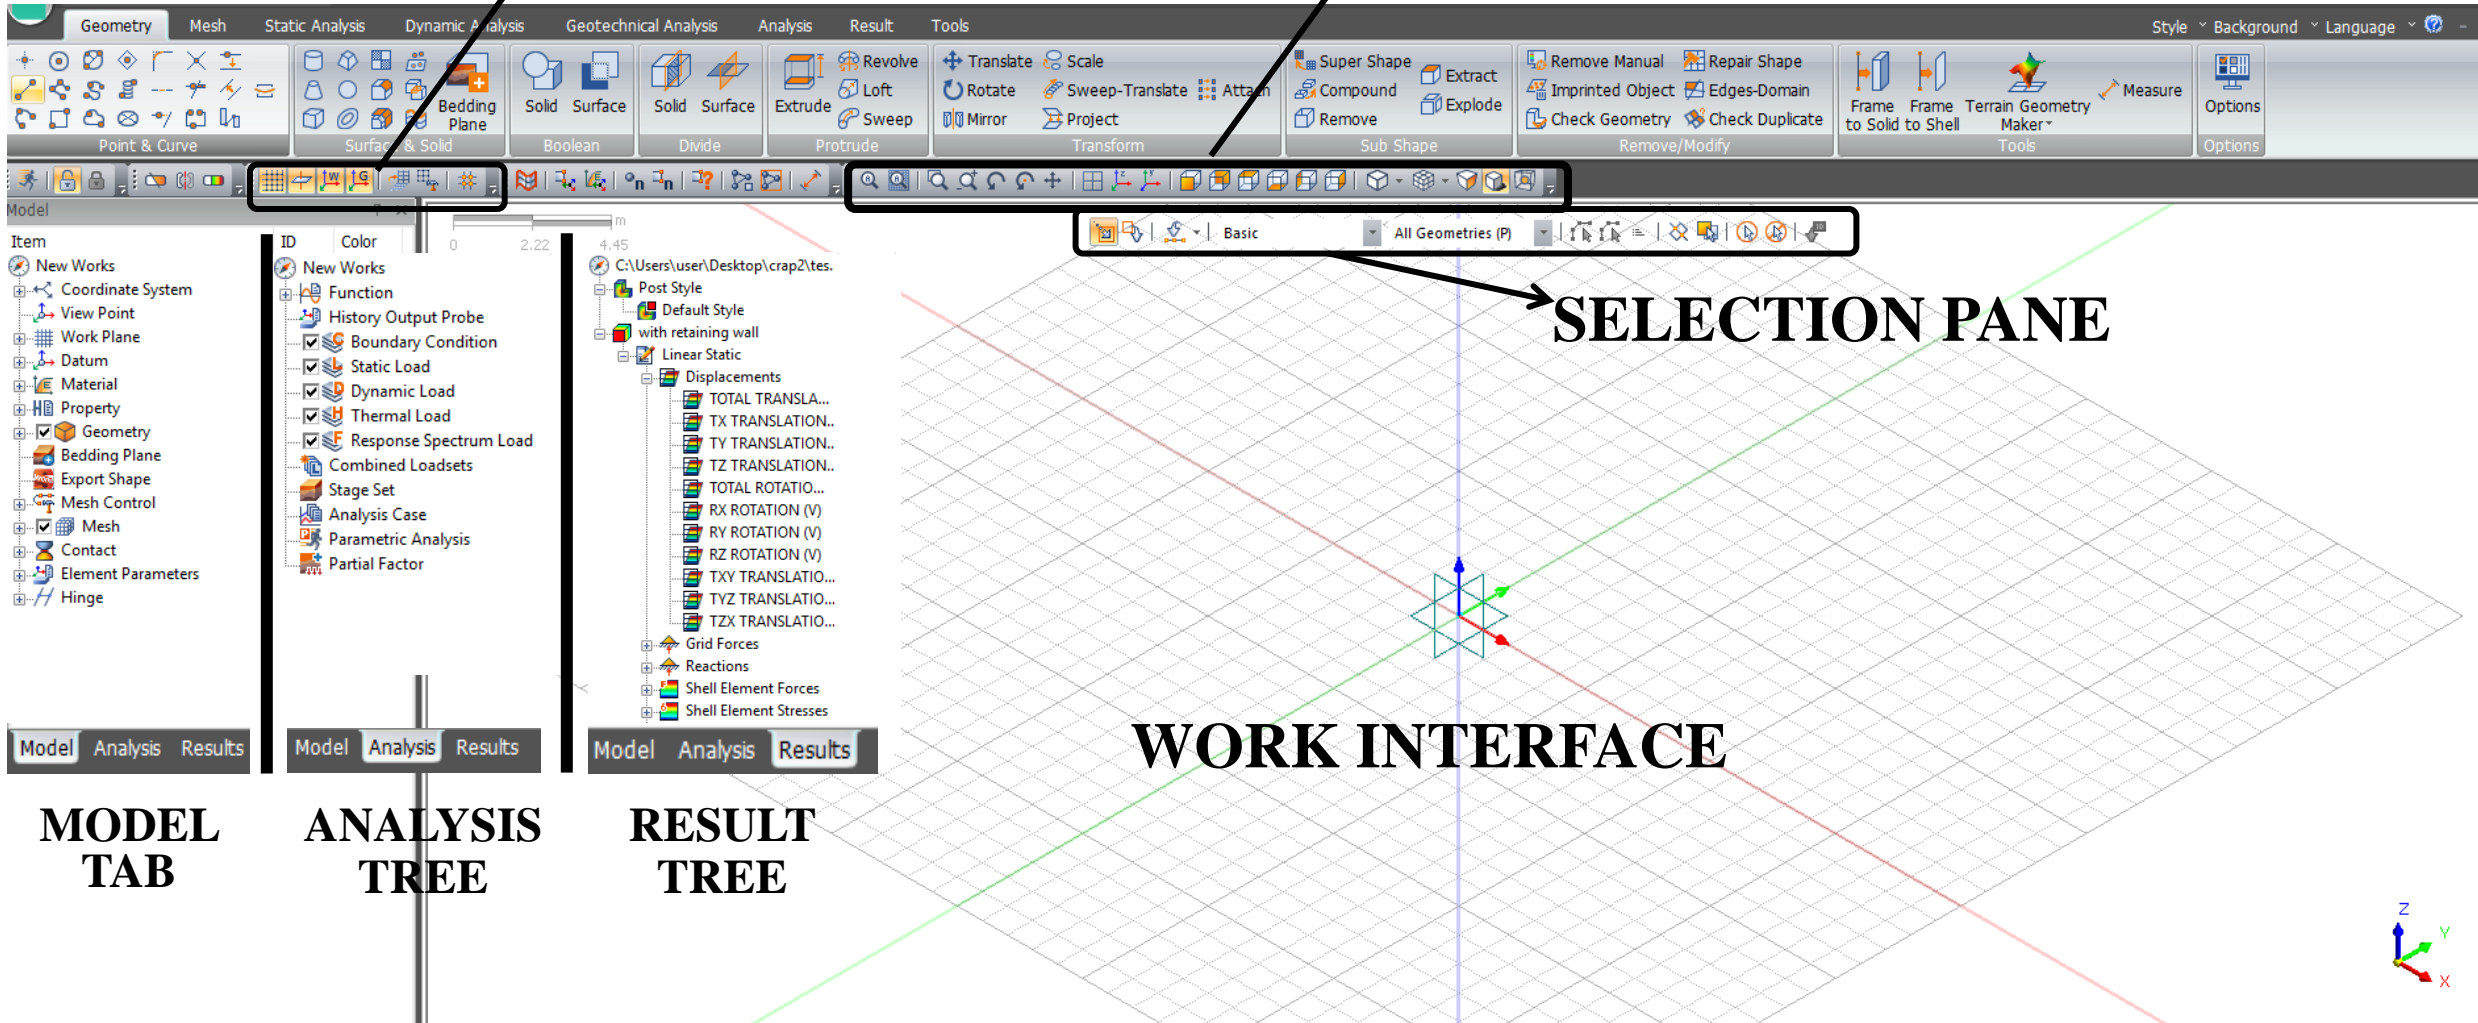 Geometry Mesh Static Analysis Dynamic Analysis Geotechnical Analysis Analysis Result Tools Style Background Language
Revolve Translate Scale Super Shape Extract Remove Manual Repair Shape
Loft Rotate Sweep-Translate Attach Compound Explode Imprinted Object Edges-Domain Measure
Sweep Mirror Project Remove Check Geometry Check Duplicate
Bedding Plane Solid Surface Solid Surface Extrude Frame to Solid Frame to Shell Terrain Geometry Maker Options
Point & Curve Surface & Solid Boolean Divide Protrude Transform Sub Shape Remove/Modify Tools Options
Model
Basic All Geometries (P)
0 2.22 4.45 m
SELECTION PANE
Item
New Works
Coordinate System
View Point
Work Plane
Datum
Material
Property
Geometry
Bedding Plane
Export Shape
Mesh Control
Mesh
Contact
Element Parameters
Hinge
Model Analysis Results
MODEL
TAB
ID Color
New Works
Function
History Output Probe
Boundary Condition
Static Load
Dynamic Load
Thermal Load
Response Spectrum Load
Combined Loadsets
Stage Set
Analysis Case
Parametric Analysis
Partial Factor
Model Analysis Results
ANALYSIS
TREE
C:\Users\user\Desktop\crap2\tes.
Post Style
Default Style
with retaining wall
Linear Static
Displacements
TOTAL TRANSLA...
TX TRANSLATION..
TY TRANSLATION..
TZ TRANSLATION..
TOTAL ROTATIO...
RX ROTATION (V)
RY ROTATION (V)
RZ ROTATION (V)
TXY TRANSLATIO...
TYZ TRANSLATIO...
TZX TRANSLATIO...
Grid Forces
Reactions
Shell Element Forces
Shell Element Stresses
Model Analysis Results
RESULT
TREE
WORK INTERFACE
Z
Y
X